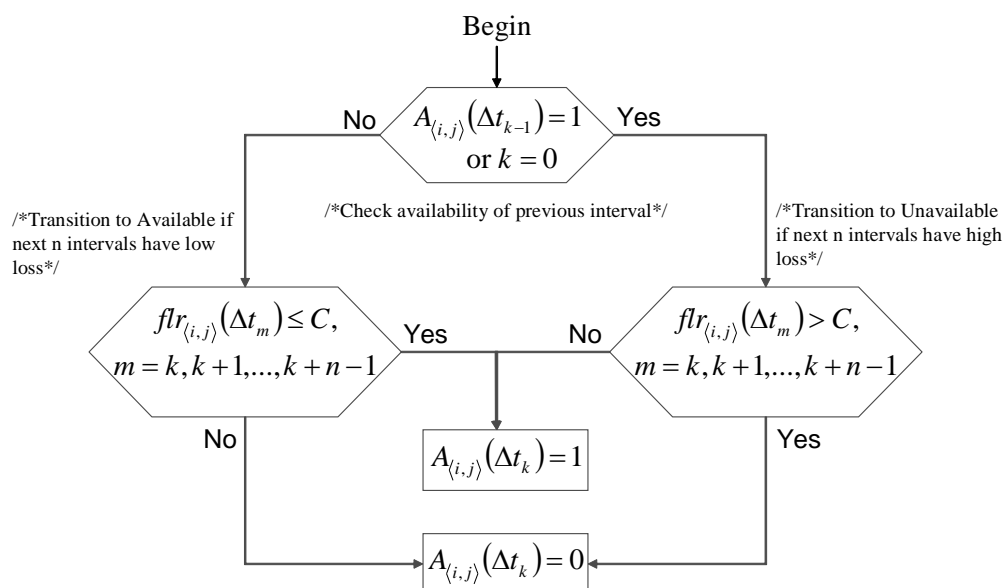 Begin
No
A⟨i,j⟩(Δt_{k−1}) = 1
or k = 0
Yes
/*Transition to Available if
next n intervals have low
loss*/
/*Check availability of previous interval*/
/*Transition to Unavailable
if next n intervals have high
loss*/
flr⟨i,j⟩(Δt_m) ≤ C,
m = k, k+1,..., k+n−1
Yes
No
flr⟨i,j⟩(Δt_m) > C,
m = k, k+1,..., k+n−1
No
A⟨i,j⟩(Δt_k) = 1
Yes
A⟨i,j⟩(Δt_k) = 0